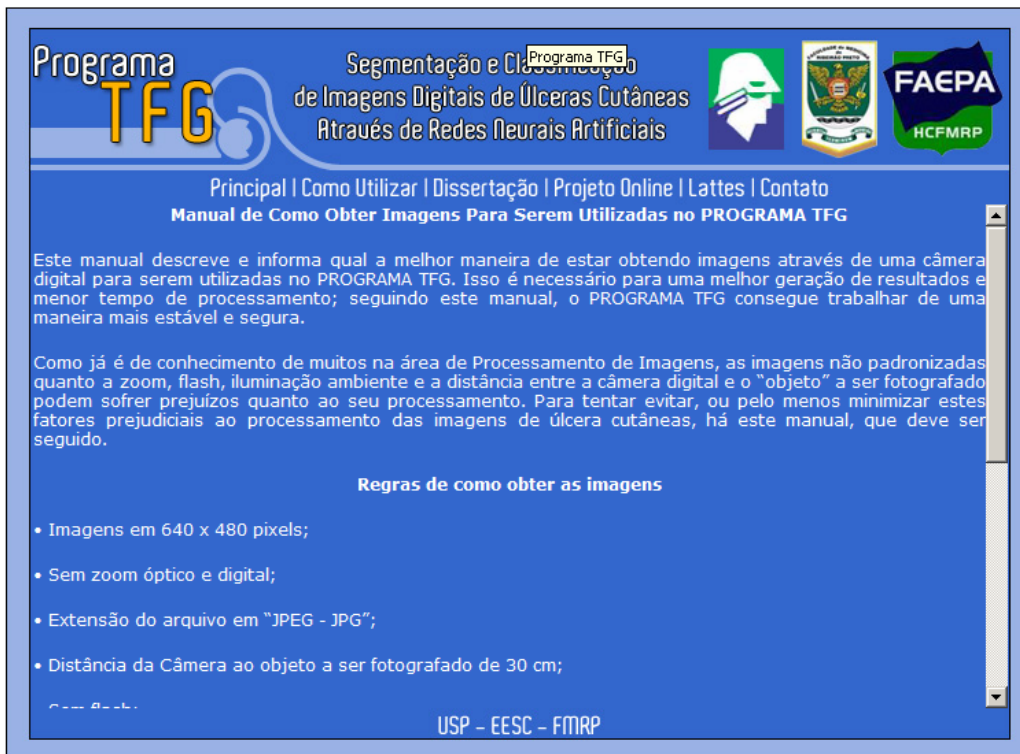 Programa
TFG
Segmentação e Cla
de Imagens Digitais de Úlceras Cutâneas
Através de Redes Neurais Artificiais
Programa TFG
FAEPA
HCFMRP
Principal | Como Utilizar | Dissertação | Projeto Online | Lattes | Contato
Manual de Como Obter Imagens Para Serem Utilizadas no PROGRAMA TFG
Este manual descreve e informa qual a melhor maneira de estar obtendo imagens através de uma câmera
digital para serem utilizadas no PROGRAMA TFG. Isso é necessário para uma melhor geração de resultados e
menor tempo de processamento; seguindo este manual, o PROGRAMA TFG consegue trabalhar de uma
maneira mais estável e segura.
Como já é de conhecimento de muitos na área de Processamento de Imagens, as imagens não padronizadas
quanto a zoom, flash, iluminação ambiente e a distância entre a câmera digital e o “objeto” a ser fotografado
podem sofrer prejuízos quanto ao seu processamento. Para tentar evitar, ou pelo menos minimizar estes
fatores prejudiciais ao processamento das imagens de úlcera cutâneas, há este manual, que deve ser
seguido.
Regras de como obter as imagens
• Imagens em 640 x 480 pixels;
• Sem zoom óptico e digital;
• Extensão do arquivo em “JPEG - JPG”;
• Distância da Câmera ao objeto a ser fotografado de 30 cm;
• Sem flash;
USP - EESC - FMRP